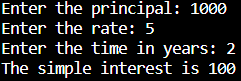 Enter the principal: 1000
Enter the rate: 5
Enter the time in years: 2
The simple interest is 100